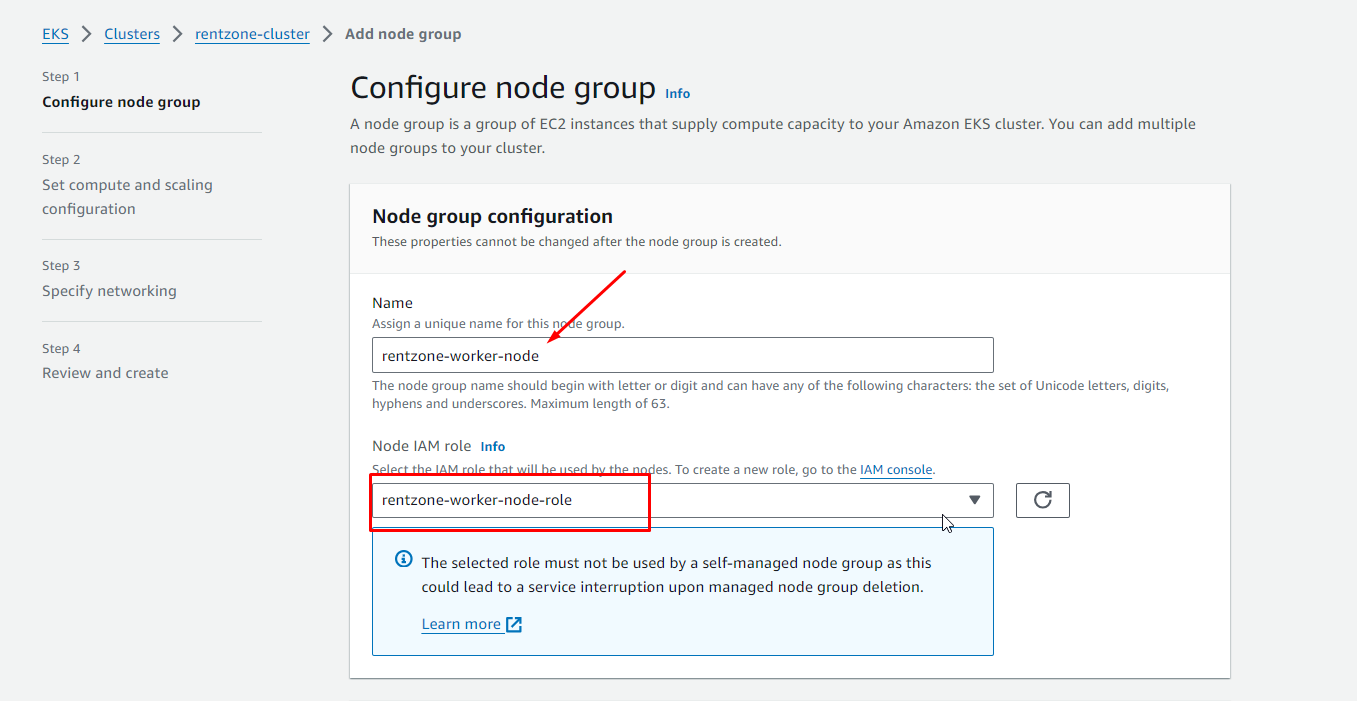 EKS > Clusters > rentzone-cluster > Add node group
Step 1
Configure node group
Step 2
Set compute and scaling
configuration
Step 3
Specify networking
Step 4
Review and create
Configure node group Info
A node group is a group of EC2 instances that supply compute capacity to your Amazon EKS cluster. You can add multiple
node groups to your cluster.
Node group configuration
These properties cannot be changed after the node group is created.
Name
Assign a unique name for this node group.
rentzone-worker-node
The node group name should begin with letter or digit and can have any of the following characters: the set of Unicode letters, digits,
hyphens and underscores. Maximum length of 63.
Node IAM role Info
Select the IAM role that will be used by the nodes. To create a new role, go to the IAM console.
rentzone-worker-node-role
The selected role must not be used by a self-managed node group as this
could lead to a service interruption upon managed node group deletion.
Learn more